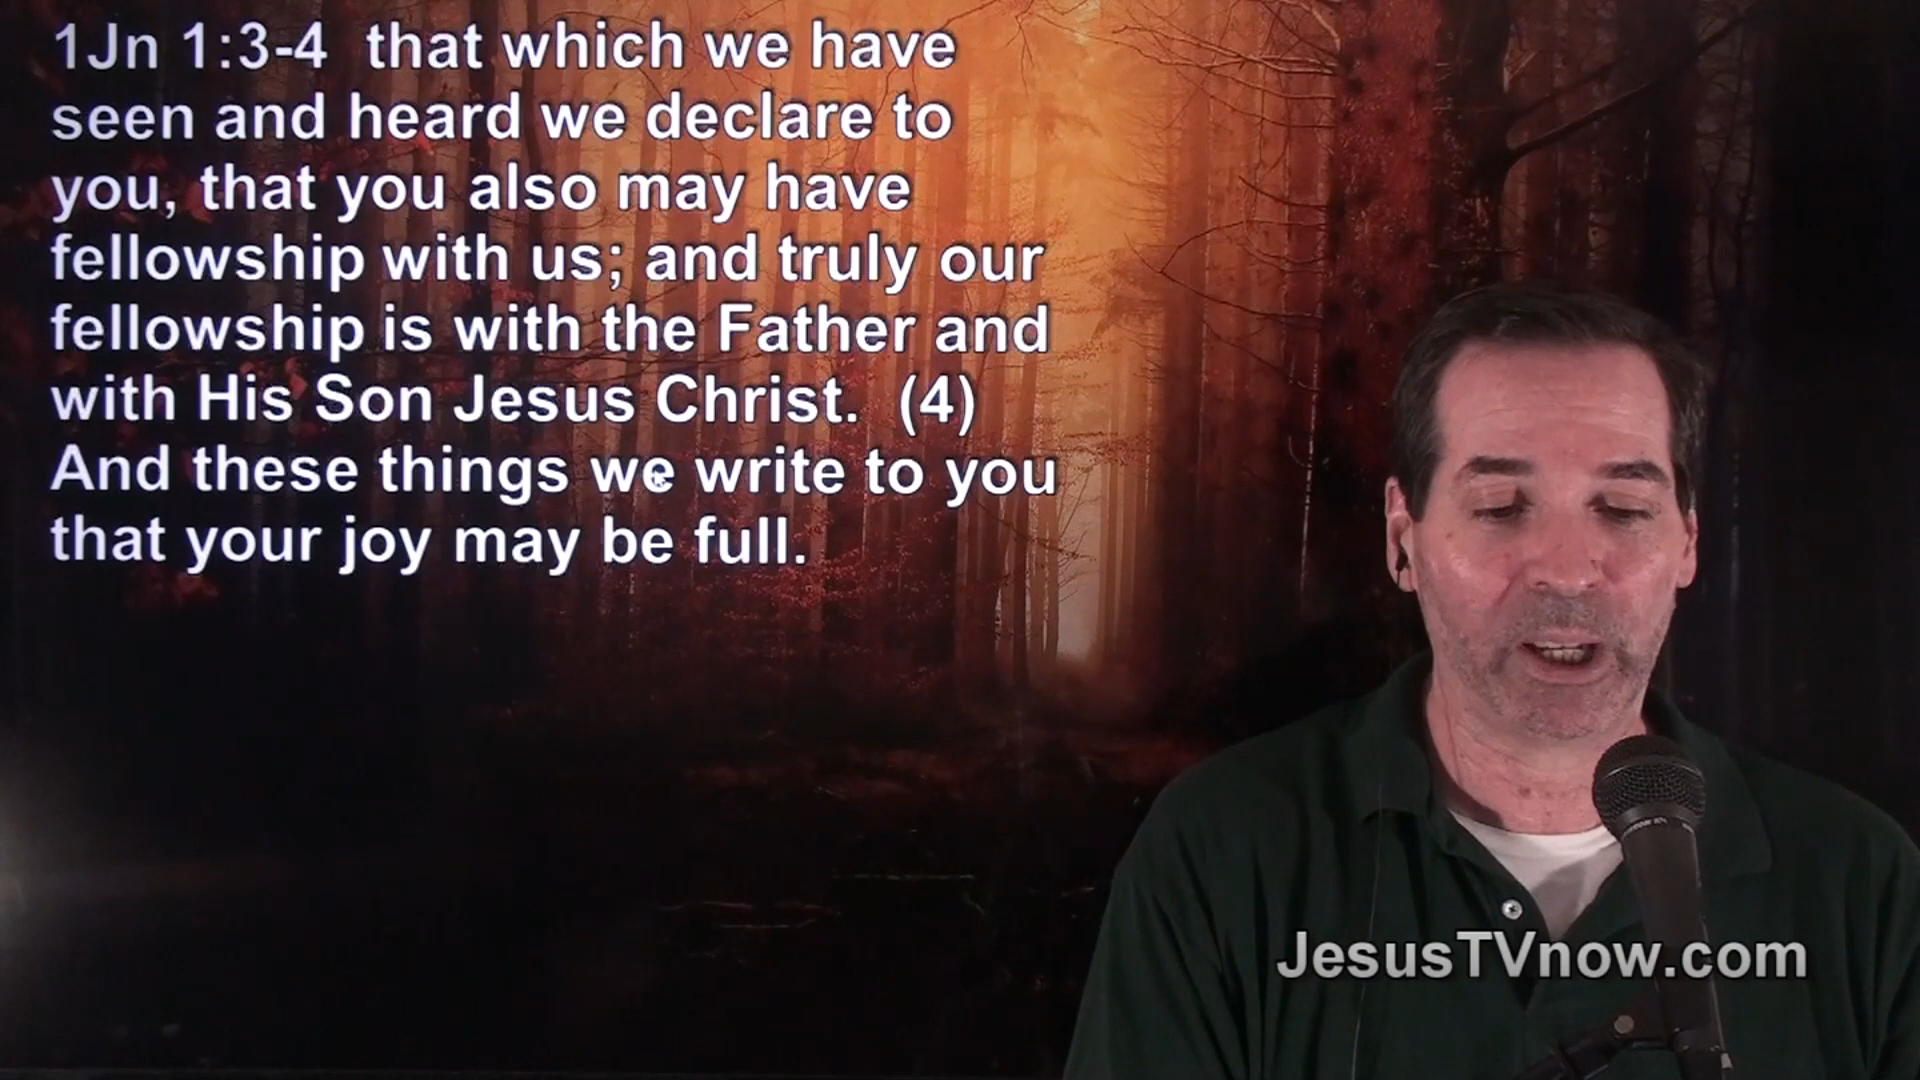 1Jn 1:3-4  that which we have
seen and heard we declare to
you, that you also may have
fellowship with us; and truly our
fellowship is with the Father and
with His Son Jesus Christ.  (4)
And these things we write to you
that your joy may be full.
JesusTVnow.com